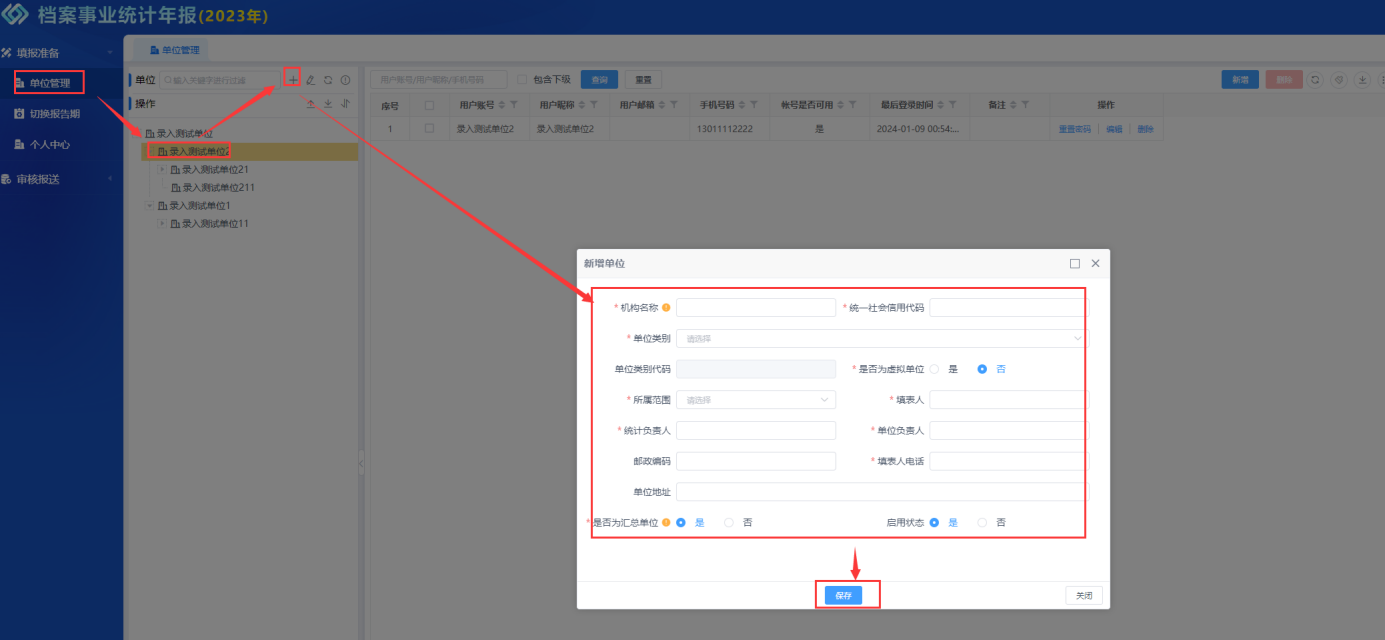 档案事业统计年报(2023年)
填报准备
单位管理
切换报告期
个人中心
审核报送
单位管理
单位 输入关键字进行过滤
操作
录入测试单位
录入测试单位2
录入测试单位21
录入测试单位211
录入测试单位1
录入测试单位11
用户账号/用户昵称/手机号码 包含下级 查询 重置 新增 删除
序号 用户账号 用户昵称 用户邮箱 手机号码 帐号是否可用 最后登录时间 备注 操作
1 录入测试单位2 录入测试单位2 13011112222 是 2024-01-09 00:54:... 重置密码 编辑 删除
新增单位
* 机构名称 * 统一社会信用代码
* 单位类别 请选择
单位类别代码 * 是否为虚拟单位 是 否
* 所属范围 请选择 * 填表人
* 统计负责人 * 单位负责人
邮政编码 * 填表人电话
单位地址
* 是否为汇总单位 是 否 启用状态 是 否
保存 关闭